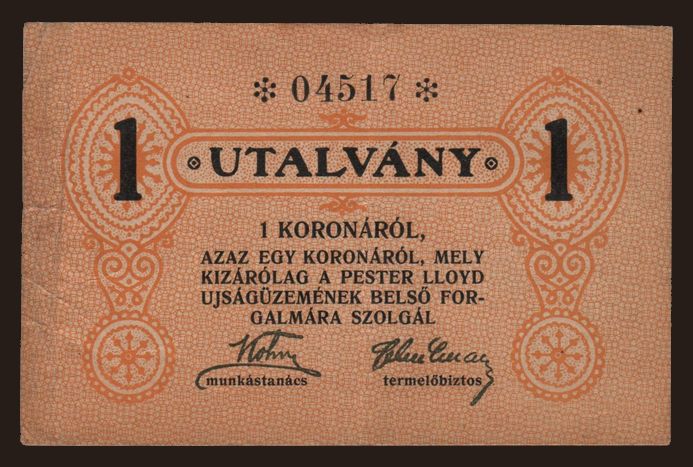 * 04517 *
1 UTALVÁNY 1
1 KORONÁRÓL,
AZAZ EGY KORONÁRÓL, MELY
KIZÁRÓLAG A PESTER LLOYD
UJSÁGÜZEMÉNEK BELSŐ FOR-
GALMÁRA SZOLGÁL
munkástanács termelőbiztos